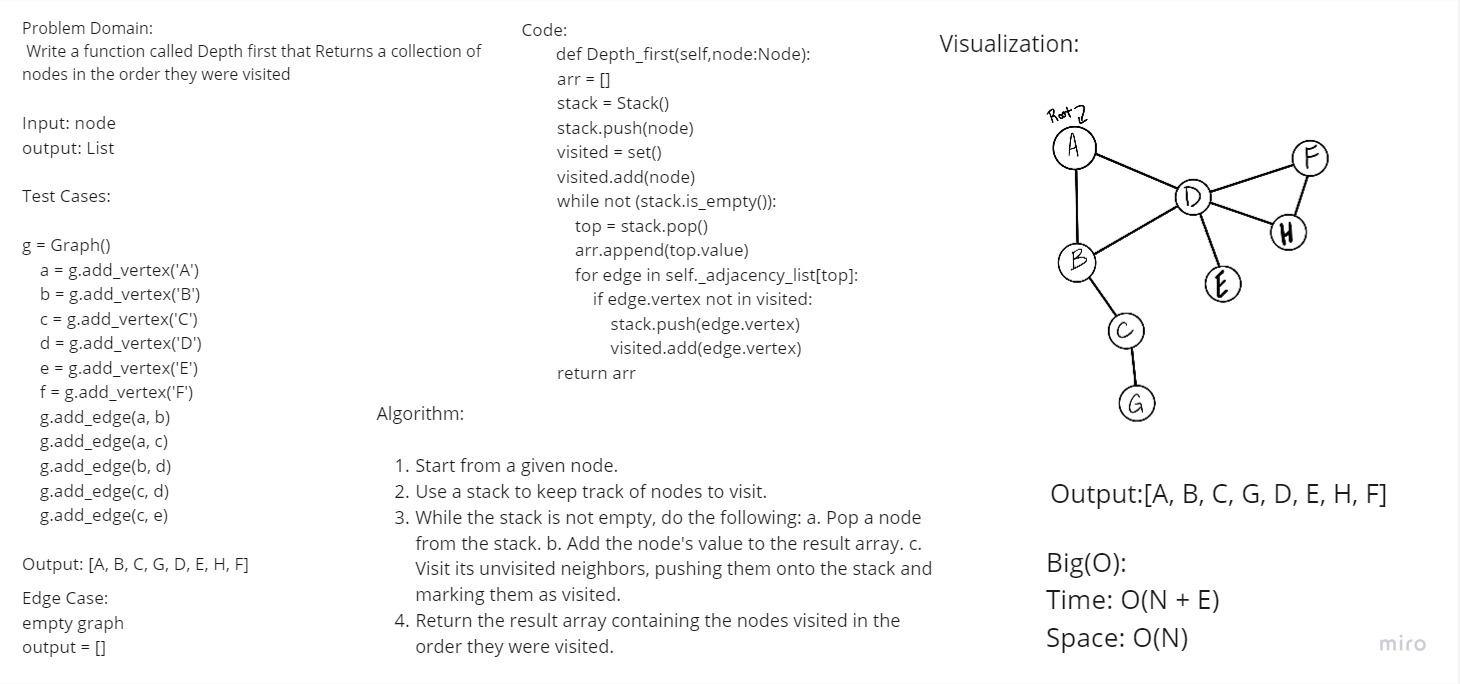 Problem Domain:
Write a function called Depth first that Returns a collection of
nodes in the order they were visited
Input: node
output: List
Test Cases:
g = Graph()
a = g.add_vertex('A')
b = g.add_vertex('B')
c = g.add_vertex('C')
d = g.add_vertex('D')
e = g.add_vertex('E')
f = g.add_vertex('F')
g.add_edge(a, b)
g.add_edge(a, c)
g.add_edge(b, d)
g.add_edge(c, d)
g.add_edge(c, e)
Output: [A, B, C, G, D, E, H, F]
Edge Case:
empty graph
output = []
Code:
def Depth_first(self,node:Node):
arr = []
stack = Stack()
stack.push(node)
visited = set()
visited.add(node)
while not (stack.is_empty()):
top = stack.pop()
arr.append(top.value)
for edge in self._adjacency_list[top]:
if edge.vertex not in visited:
stack.push(edge.vertex)
visited.add(edge.vertex)
return arr
Algorithm:
1. Start from a given node.
2. Use a stack to keep track of nodes to visit.
3. While the stack is not empty, do the following: a. Pop a node
from the stack. b. Add the node's value to the result array. c.
Visit its unvisited neighbors, pushing them onto the stack and
marking them as visited.
4. Return the result array containing the nodes visited in the
order they were visited.
Visualization:
Root
A
F
D
H
B
E
C
G
Output:[A, B, C, G, D, E, H, F]
Big(O):
Time: O(N + E)
Space: O(N)
miro